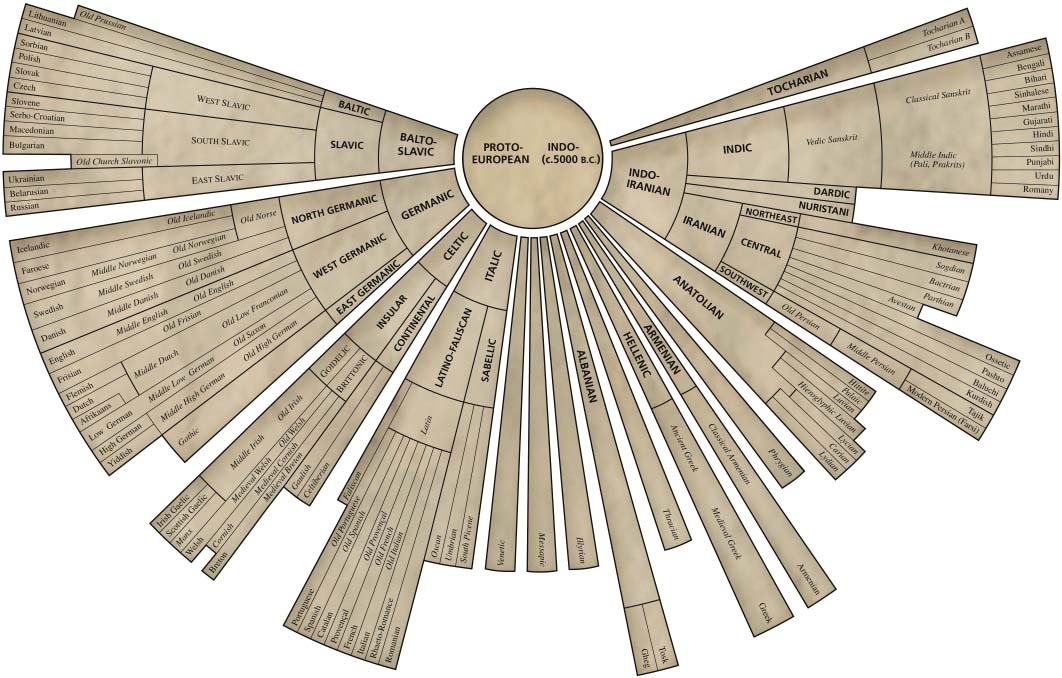 PROTO- INDO-
EUROPEAN (c.5000 B.C.)
BALTO-
SLAVIC
BALTIC
Old Prussian
Lithuanian
Latvian
SLAVIC
WEST SLAVIC
Sorbian
Polish
Slovak
Czech
SOUTH SLAVIC
Slovene
Serbo-Croatian
Macedonian
Bulgarian
Old Church Slavonic
EAST SLAVIC
Ukrainian
Belarusian
Russian
GERMANIC
NORTH GERMANIC
Old Norse
Old Icelandic
Icelandic
Faroese
Old Norwegian
Middle Norwegian
Norwegian
Old Swedish
Middle Swedish
Swedish
Old Danish
Middle Danish
Danish
WEST GERMANIC
Old English
Middle English
English
Old Frisian
Frisian
Old Low Franconian
Middle Dutch
Flemish
Dutch
Afrikaans
Old Saxon
Middle Low German
Low German
Old High German
Middle High German
High German
Yiddish
EAST GERMANIC
Gothic
CELTIC
INSULAR
GOIDELIC
Old Irish
Middle Irish
Irish Gaelic
Scottish Gaelic
Manx
BRITTONIC
Old Welsh
Medieval Welsh
Welsh
Medieval Cornish
Cornish
Medieval Breton
Breton
CONTINENTAL
Gaulish
Celtiberian
ITALIC
LATINO-FALISCAN
Faliscan
Latin
Old Portuguese
Old Spanish
Old Provençal
Old French
Old Italian
Portuguese
Spanish
Catalan
Provençal
French
Italian
Rhaeto-Romance
Romanian
SABELLIC
Oscan
Umbrian
South Picene
Venetic
Messapic
Illyrian
ALBANIAN
Gheg
Tosk
Thracian
HELLENIC
Ancient Greek
Medieval Greek
Greek
ARMENIAN
Classical Armenian
Armenian
Phrygian
ANATOLIAN
Hittite
Palaic
Luvian
Hieroglyphic Luvian
Lycian
Carian
Lydian
INDO-
IRANIAN
IRANIAN
NORTHEAST
CENTRAL
SOUTHWEST
Khotanese
Sogdian
Bactrian
Parthian
Avestan
Ossetic
Pashto
Baluchi
Kurdish
Tajik
Old Persian
Middle Persian
Modern Persian (Farsi)
NURISTANI
DARDIC
INDIC
Vedic Sanskrit
Classical Sanskrit
Middle Indic
(Pali, Prakrits)
Assamese
Bengali
Bihari
Sinhalese
Marathi
Gujarati
Hindi
Sindhi
Punjabi
Urdu
Romany
TOCHARIAN
Tocharian A
Tocharian B